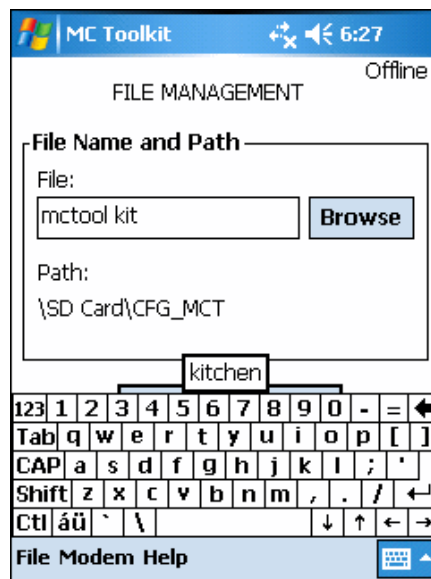 MC Toolkit 6:27
Offline
FILE MANAGEMENT
File Name and Path
File:
mctool kit Browse
Path:
\SD Card\CFG_MCT
kitchen
123 1 2 3 4 5 6 7 8 9 0 - =
Tab q w e r t y u i o p [ ]
CAP a s d f g h j k l ; '
Shift z x c v b n m , . /
Ctl áü ` \ ↓ ↑ ← →
File Modem Help